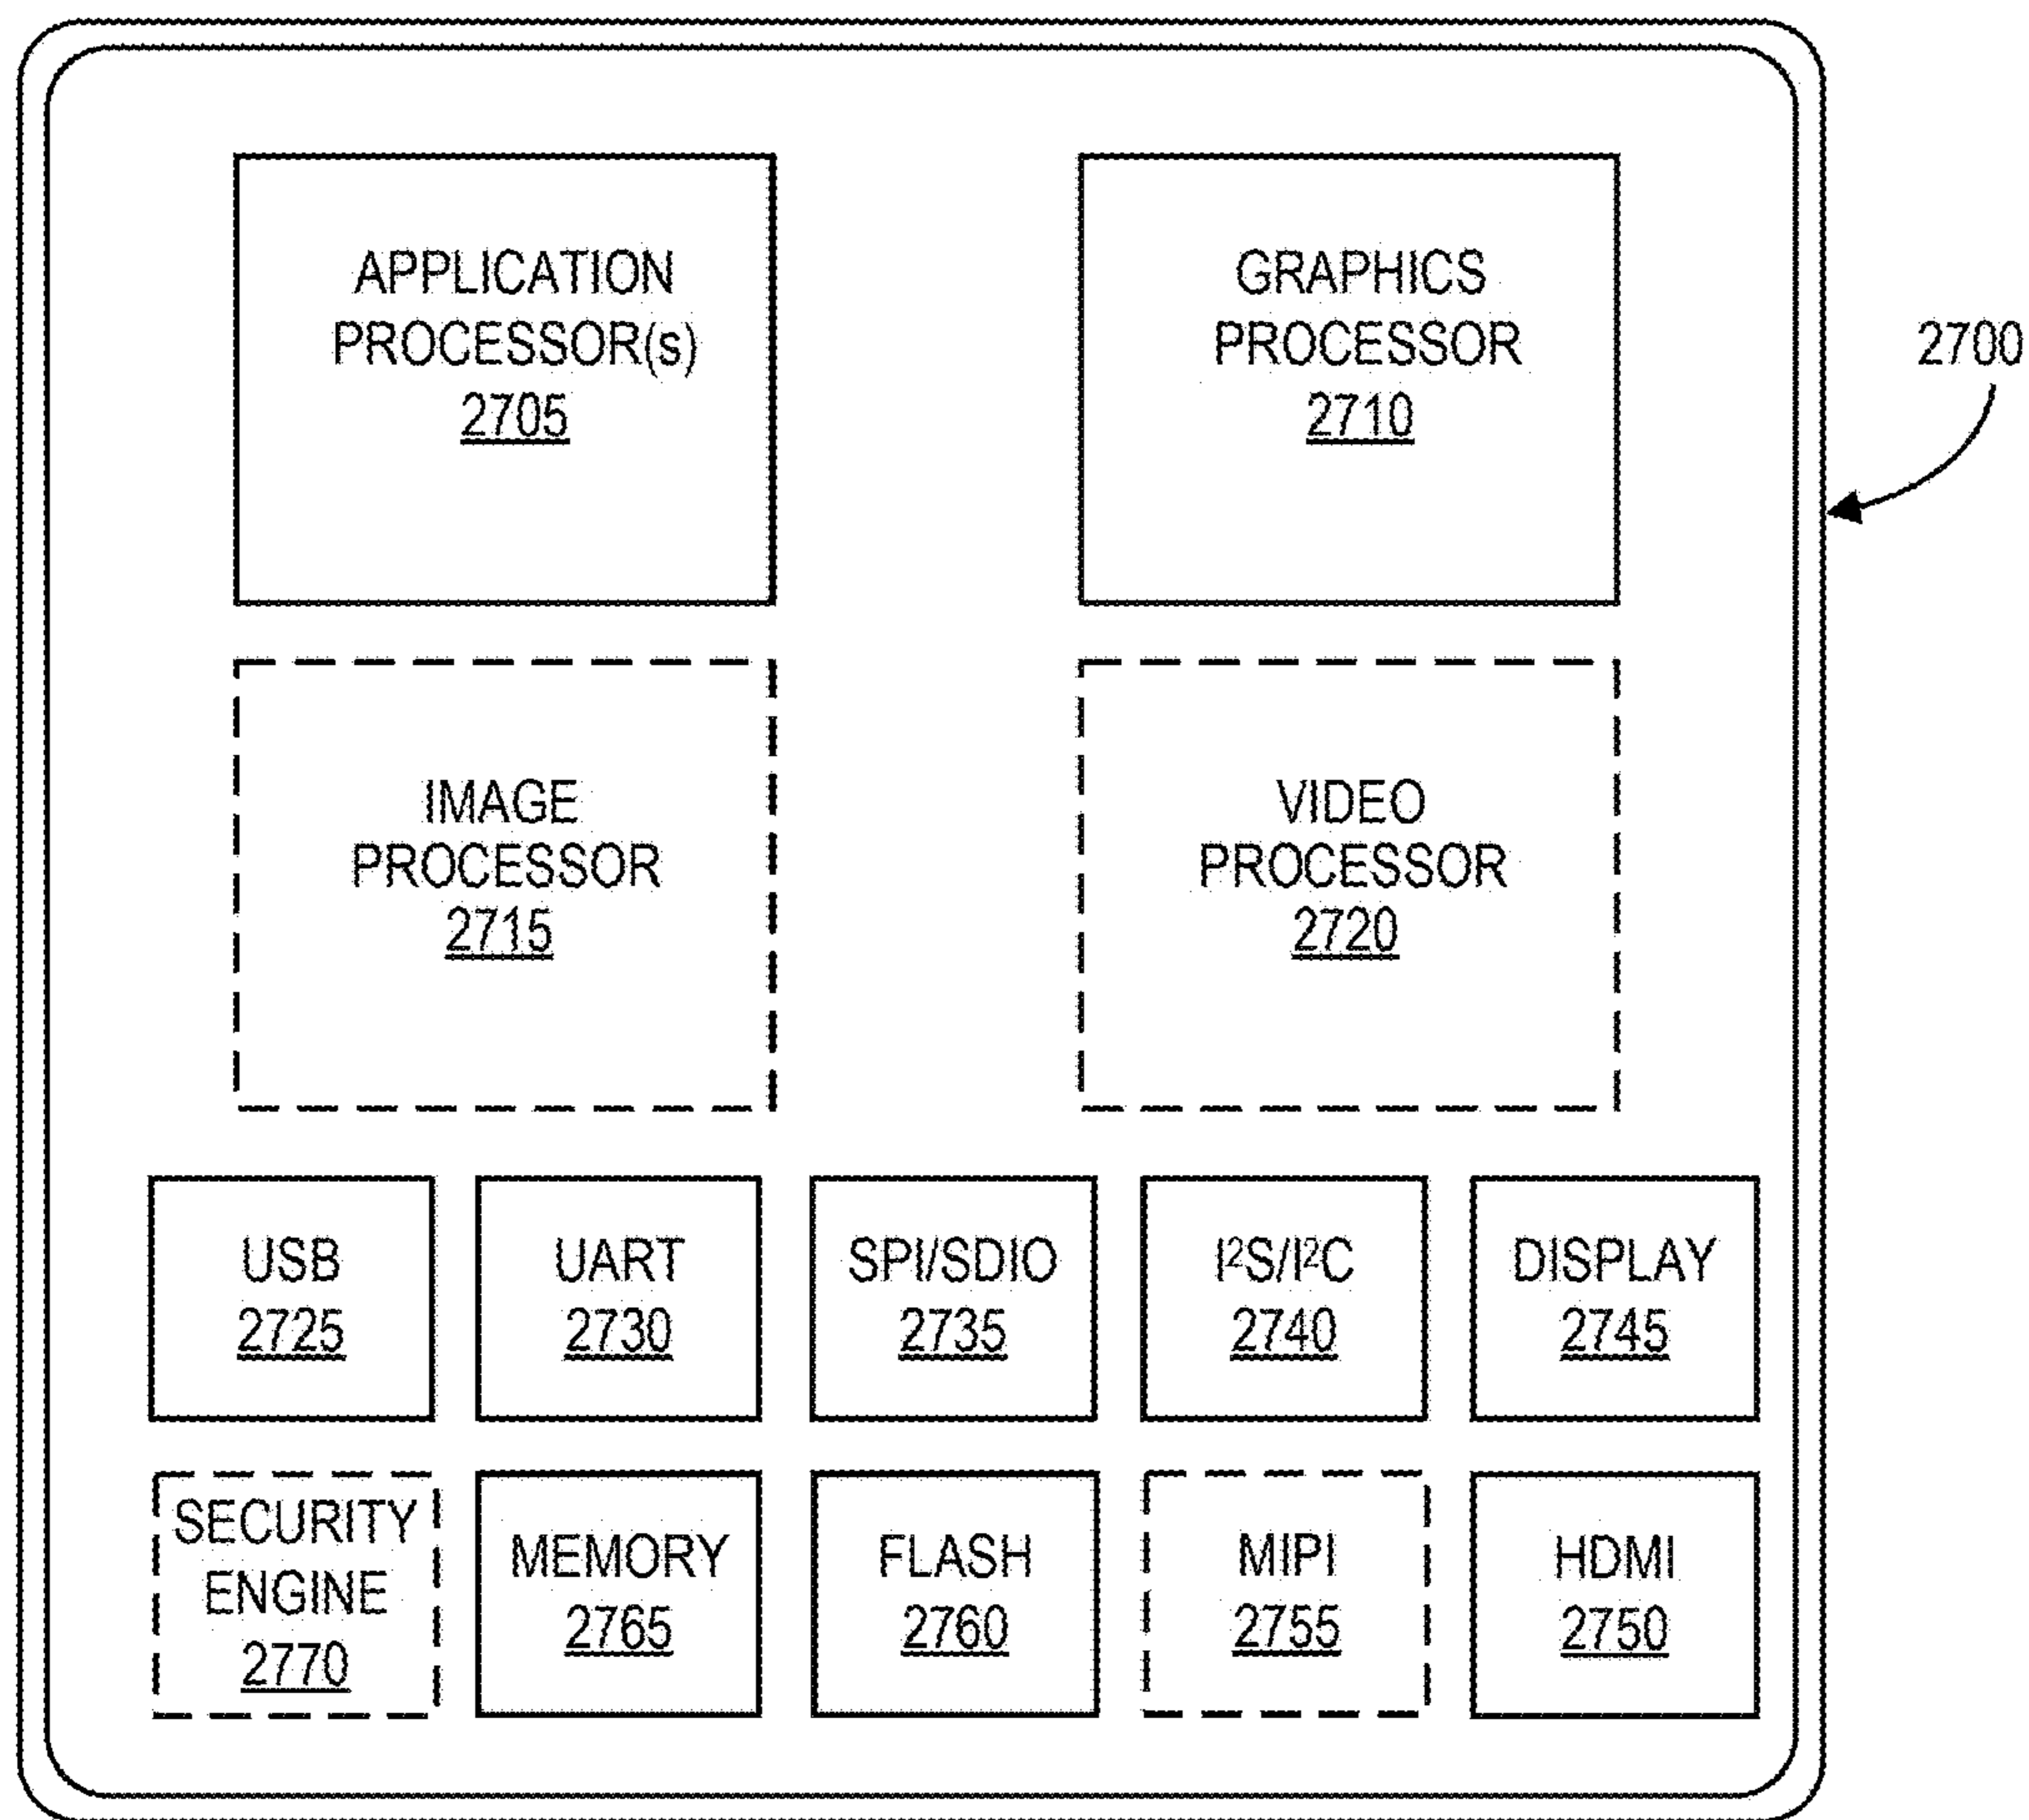 APPLICATION
PROCESSOR(s)
2705
GRAPHICS
PROCESSOR
2710
2700
IMAGE
PROCESSOR
2715
VIDEO
PROCESSOR
2720
USB
2725
UART
2730
SPI/SDIO
2735
I²S/I²C
2740
DISPLAY
2745
SECURITY
ENGINE
2770
MEMORY
2765
FLASH
2760
MIPI
2755
HDMI
2750